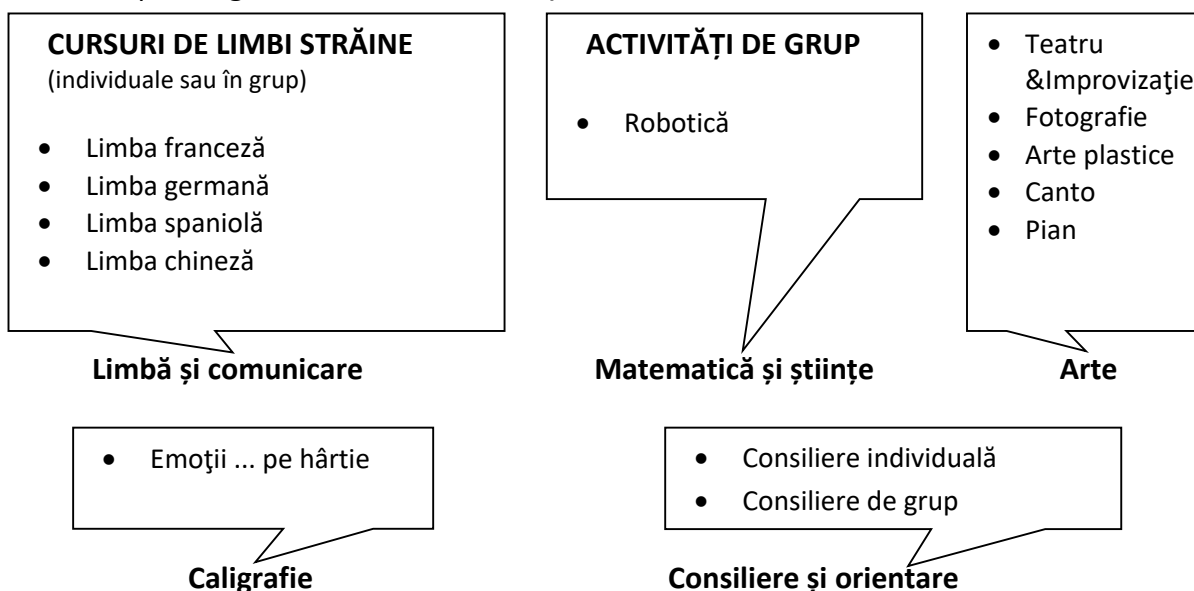 CURSURI DE LIMBI STRĂINE
(individuale sau în grup)
• Limba franceză
• Limba germană
• Limba spaniolă
• Limba chineză
Limbă și comunicare
ACTIVITĂȚI DE GRUP
• Robotică
Matematică și științe
• Teatru
&Improvizaţie
• Fotografie
• Arte plastice
• Canto
• Pian
Arte
• Emoţii ... pe hârtie
Caligrafie
• Consiliere individuală
• Consiliere de grup
Consiliere și orientare